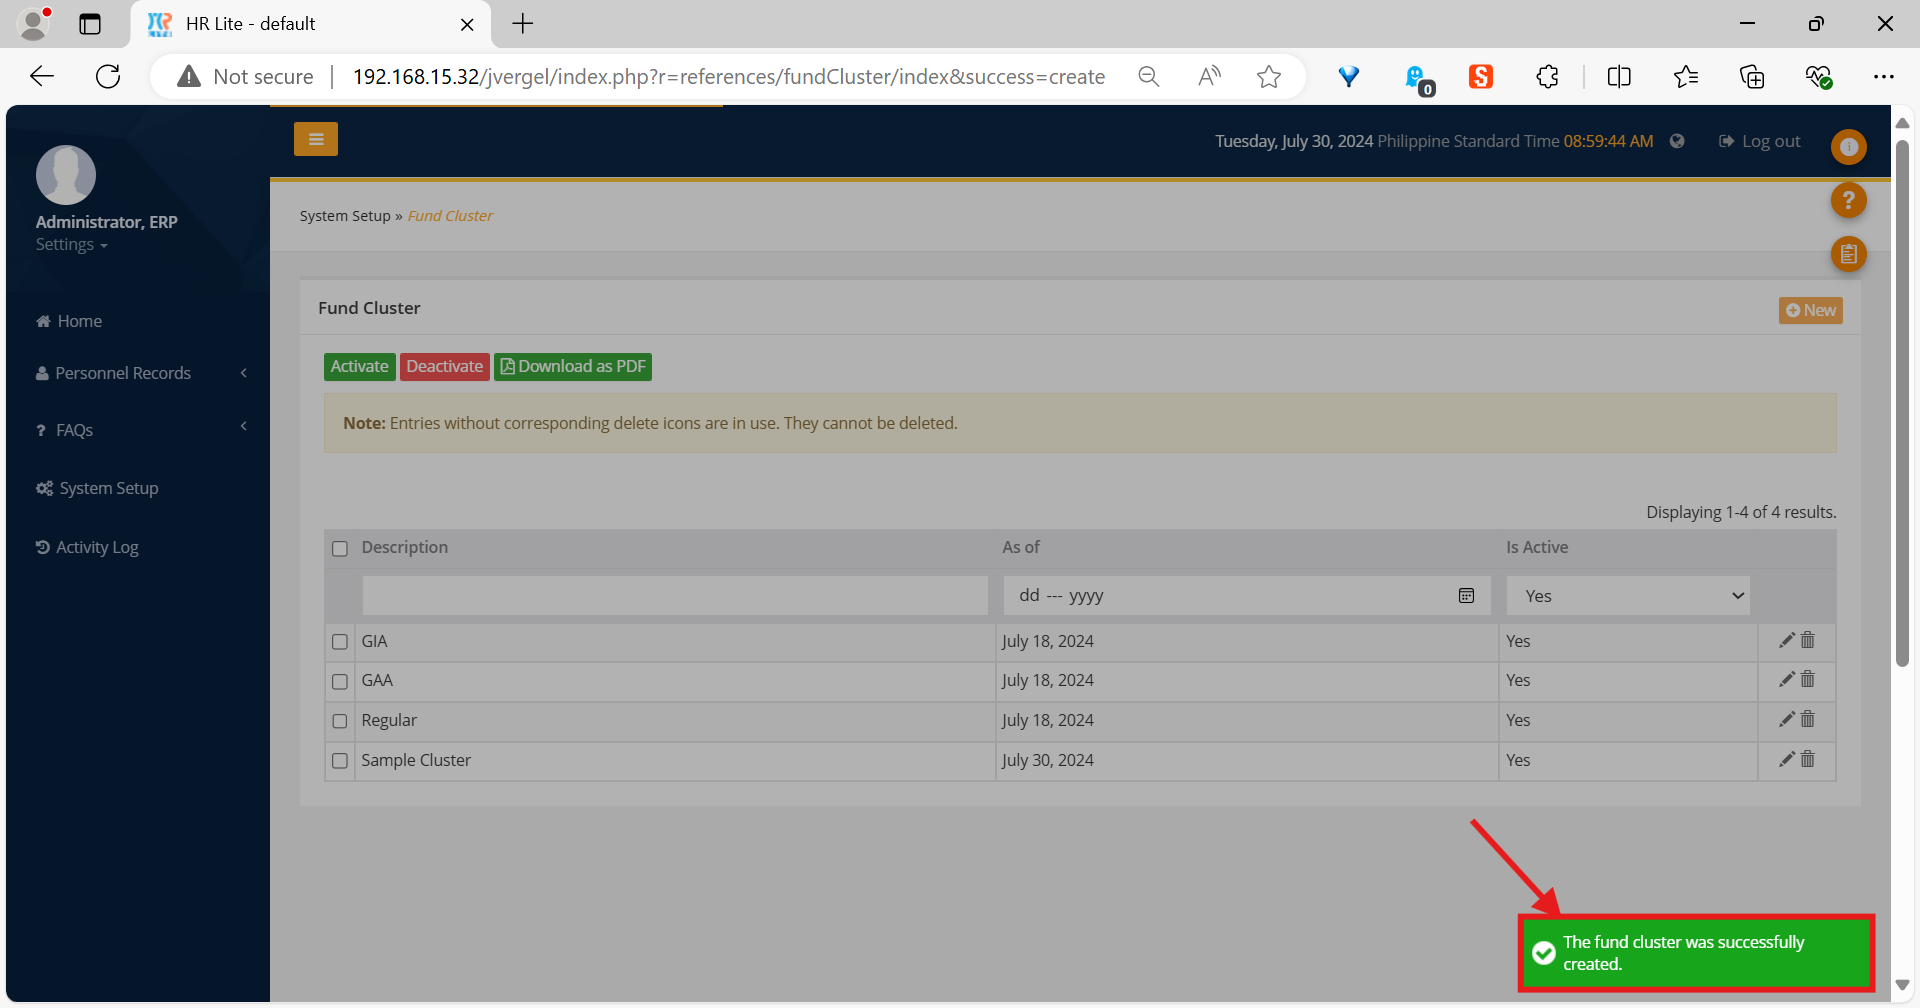 HR Lite - default
Not secure
192.168.15.32/jvergel/index.php?r=references/fundCluster/index&success=create
0
Tuesday, July 30, 2024 Philippine Standard Time 08:59:44 AM
Log out
Administrator, ERP
Settings
Home
Personnel Records
FAQs
System Setup
Activity Log
System Setup » Fund Cluster
Fund Cluster
New
Activate Deactivate Download as PDF
Note: Entries without corresponding delete icons are in use. They cannot be deleted.
Displaying 1-4 of 4 results.
Description As of Is Active
dd --- yyyy Yes
GIA July 18, 2024 Yes
GAA July 18, 2024 Yes
Regular July 18, 2024 Yes
Sample Cluster July 30, 2024 Yes
The fund cluster was successfully
created.